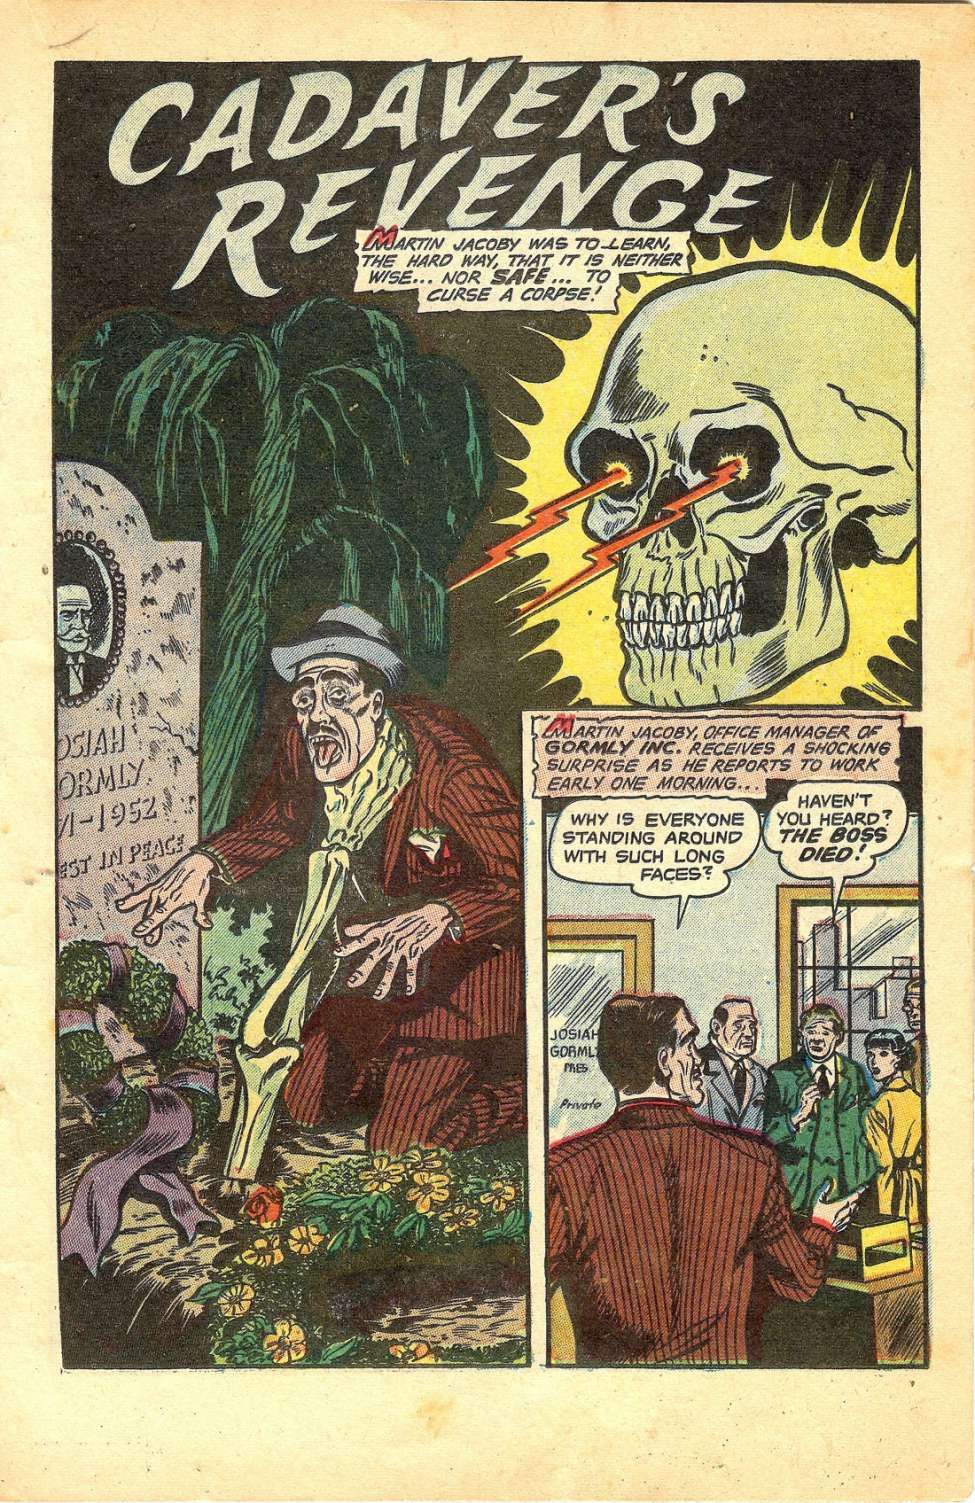 CADAVER'S
REVENGE
MARTIN JACOBY WAS TO LEARN,
THE HARD WAY, THAT IT IS NEITHER
WISE... NOR SAFE... TO
CURSE A CORPSE!
OSIAH
ORMLY
1-1952
EST IN PEACE
MARTIN JACOBY, OFFICE MANAGER OF
GORMLY INC. RECEIVES A SHOCKING
SURPRISE AS HE REPORTS TO WORK
EARLY ONE MORNING...
WHY IS EVERYONE
STANDING AROUND
WITH SUCH LONG
FACES?
HAVEN'T
YOU HEARD?
THE BOSS
DIED!
JOSIAH
GORMLY
PRES.
Private